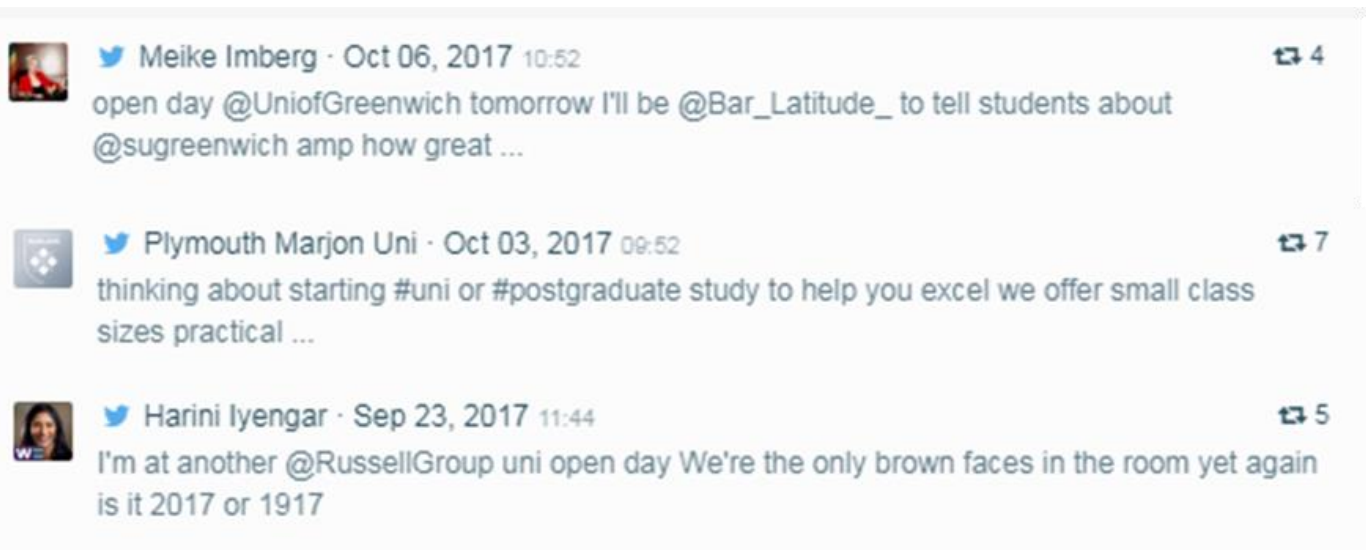 Meike Imberg · Oct 06, 2017 10:52 4
open day @UniofGreenwich tomorrow I'll be @Bar_Latitude_ to tell students about
@sugreenwich amp how great ...
Plymouth Marjon Uni · Oct 03, 2017 09:52 7
thinking about starting #uni or #postgraduate study to help you excel we offer small class
sizes practical ...
Harini Iyengar · Sep 23, 2017 11:44 5
I'm at another @RussellGroup uni open day We're the only brown faces in the room yet again
is it 2017 or 1917